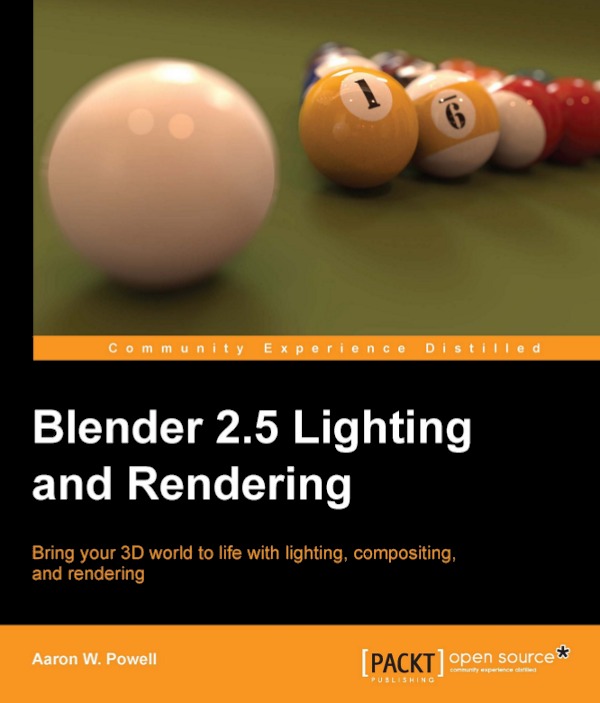 1
6
Community Experience Distilled
Blender 2.5 Lighting
and Rendering
Bring your 3D world to life with lighting, compositing,
and rendering
Aaron W. Powell
[PACKT]
PUBLISHING
open source*
community experience distilled